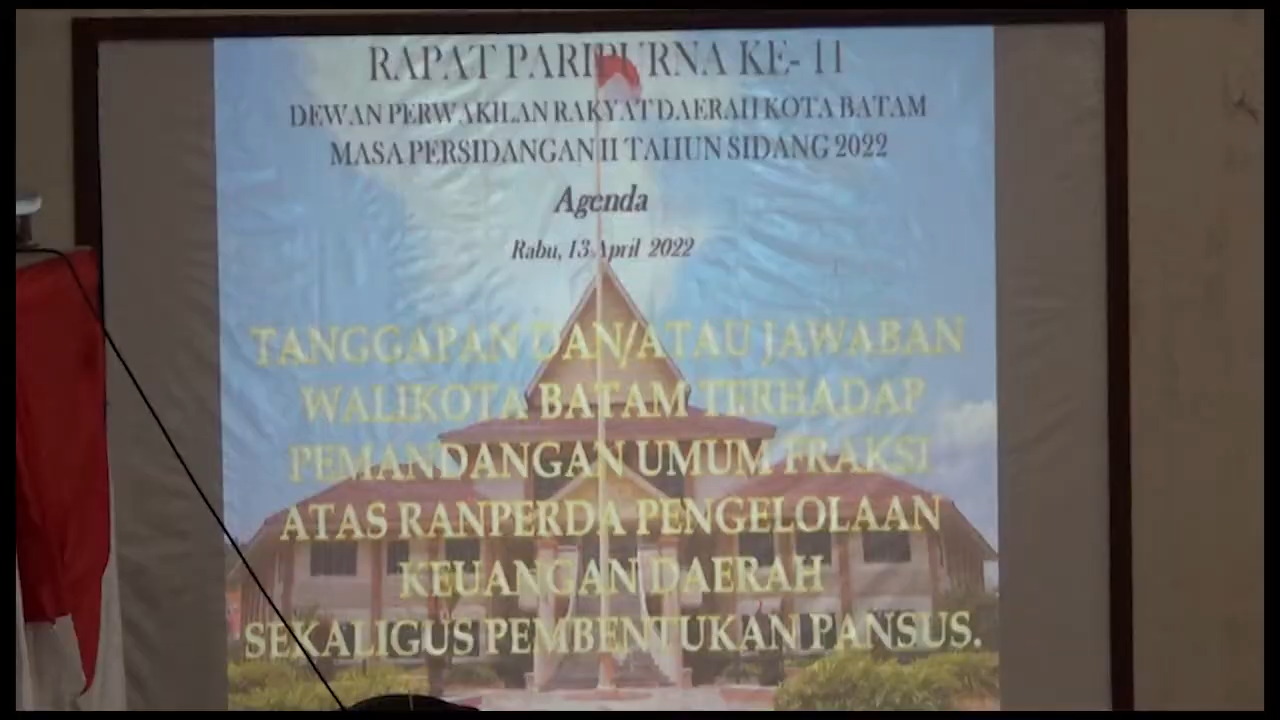 RAPAT PARIPURNA KE- 11
DEWAN PERWAKILAN RAKYAT DAERAH KOTA BATAM
MASA PERSIDANGAN II TAHUN SIDANG 2022
Agenda
Rabu, 13 April 2022
TANGGAPAN DAN/ATAU JAWABAN
WALIKOTA BATAM TERHADAP
PEMANDANGAN UMUM FRAKSI
ATAS RANPERDA PENGELOLAAN
KEUANGAN DAERAH
SEKALIGUS PEMBENTUKAN PANSUS.